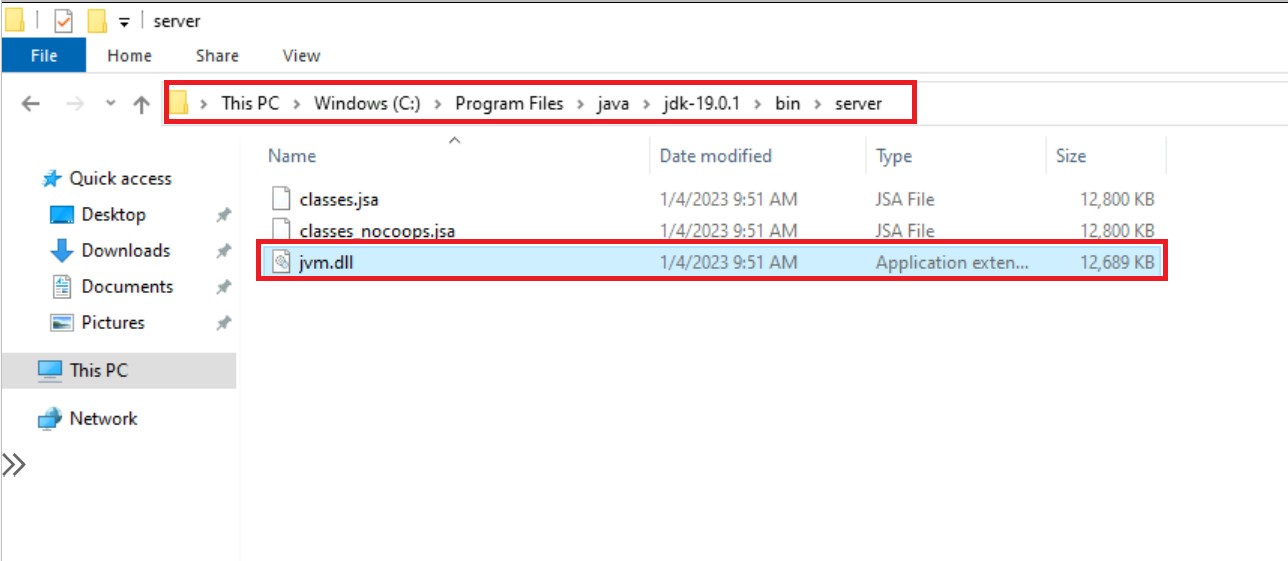 server
File Home Share View
This PC Windows (C:) Program Files java jdk-19.0.1 bin server
Name Date modified Type Size
Quick access
Desktop
Downloads
Documents
Pictures
This PC
Network
classes.jsa 1/4/2023 9:51 AM JSA File 12,800 KB
classes_nocoops.jsa 1/4/2023 9:51 AM JSA File 12,800 KB
jvm.dll 1/4/2023 9:51 AM Application exten... 12,689 KB